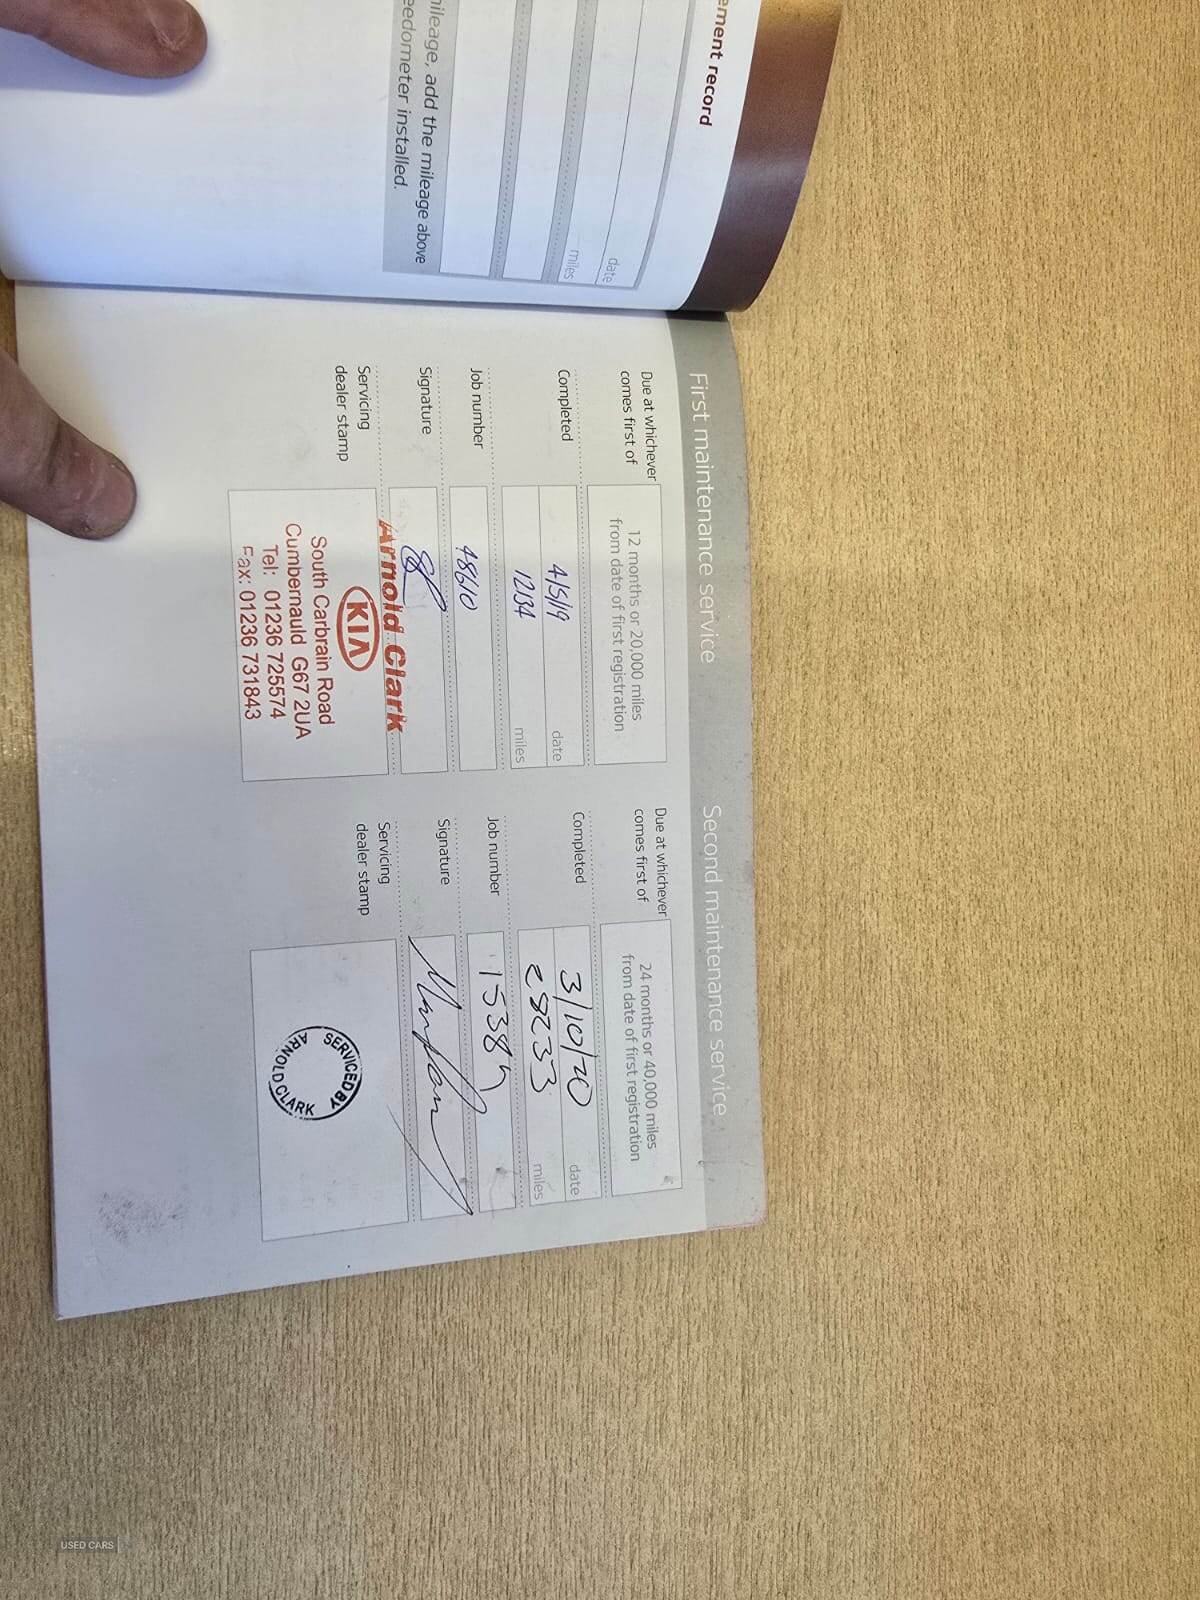 ement record
date
miles
mileage, add the mileage above
eedometer installed.
First maintenance service
Due at whichever
comes first of
12 months or 20,000 miles
from date of first registration
Completed
4/5/19
date
12134
miles
Job number
48610
Signature
Servicing
dealer stamp
Arnold Clark
KIA
South Carbrain Road
Cumbernauld G67 2UA
Tel: 01236 725574
Fax: 01236 731843
Second maintenance service
Due at whichever
comes first of
24 months or 40,000 miles
from date of first registration
Completed
3/10/20
date
28233
miles
Job number
Signature
Servicing
dealer stamp
SERVICED BY
ARNOLD CLARK
USED CARS